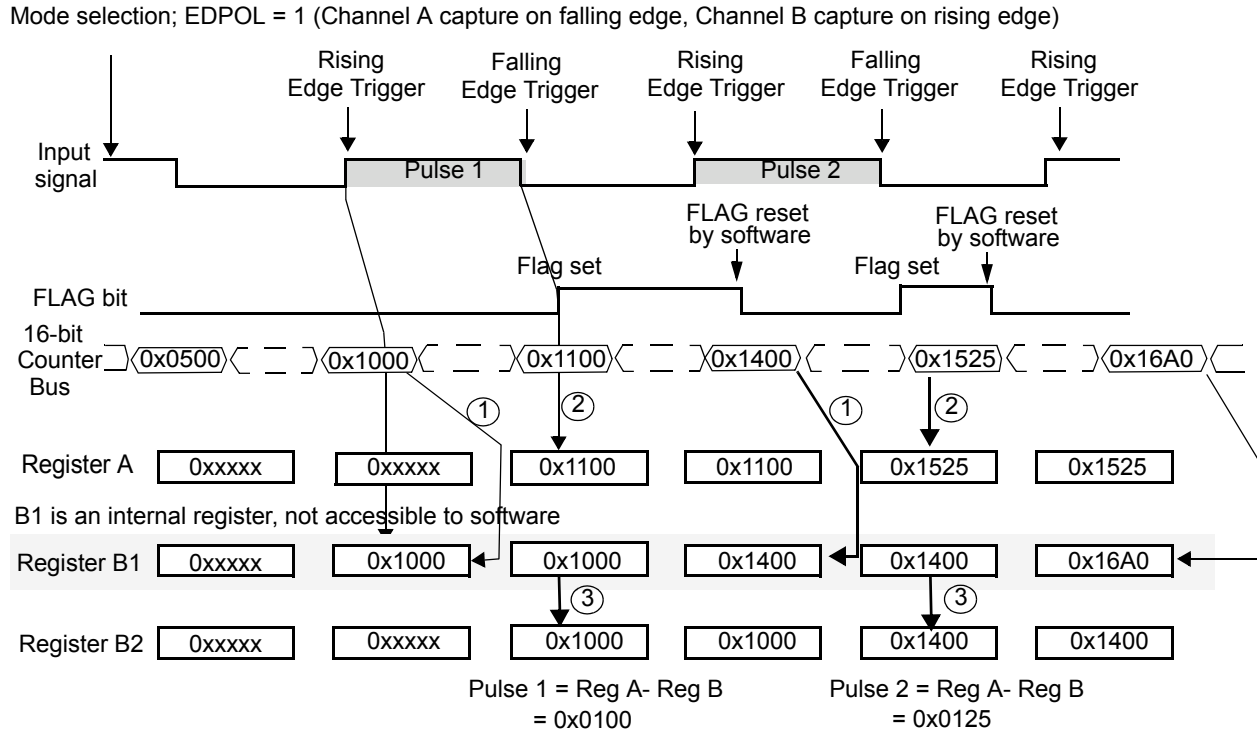 Mode selection; EDPOL = 1 (Channel A capture on falling edge, Channel B capture on rising edge)
Rising Edge Trigger
Falling Edge Trigger
Rising Edge Trigger
Falling Edge Trigger
Rising Edge Trigger
Input signal
Pulse 1
Pulse 2
FLAG reset by software
FLAG reset by software
Flag set
Flag set
FLAG bit
16-bit Counter Bus
0x0500 0x1000 0x1100 0x1400 0x1525 0x16A0
1 2 1 2
Register A 0xxxxx 0xxxxx 0x1100 0x1100 0x1525 0x1525
B1 is an internal register, not accessible to software
Register B1 0xxxxx 0x1000 0x1000 0x1400 0x1400 0x16A0
3 3
Register B2 0xxxxx 0xxxxx 0x1000 0x1000 0x1400 0x1400
Pulse 1 = Reg A- Reg B
= 0x0100
Pulse 2 = Reg A- Reg B
= 0x0125